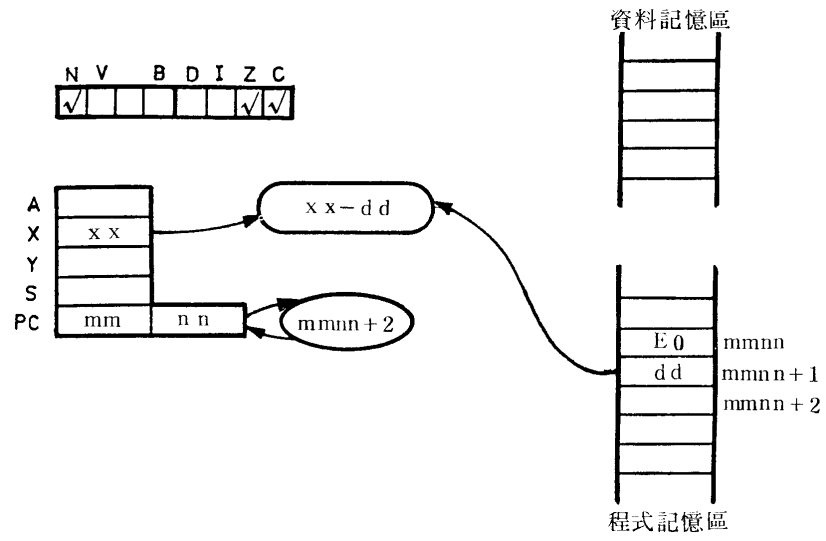 資料記憶區
N V B D I Z C
√ √ √
A
X xx
Y
S
PC mm nn
xx-dd
mmnn+2
E0 mmnn
dd mmnn+1
mmnn+2
程式記憶區